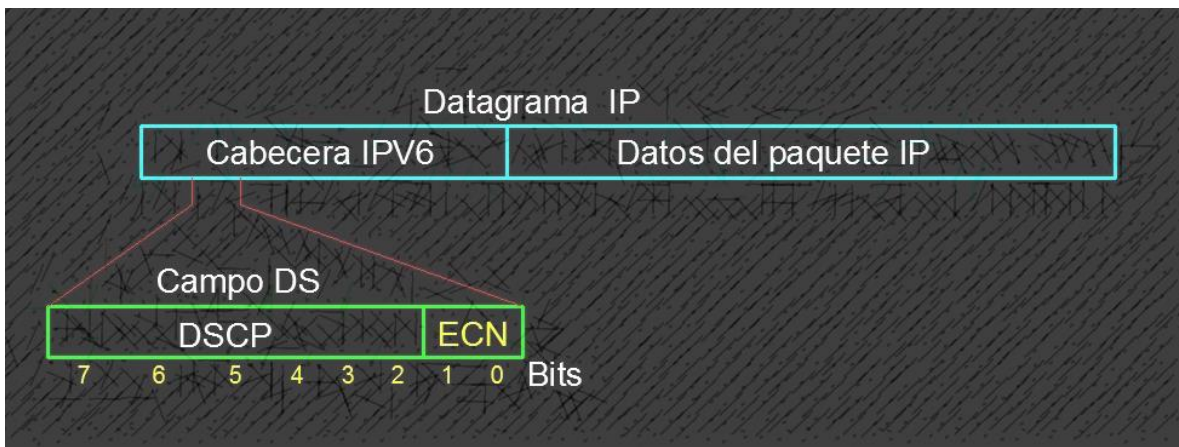 Datagrama IP
Cabecera IPV6 Datos del paquete IP
Campo DS
DSCP ECN
7 6 5 4 3 2 1 0 Bits